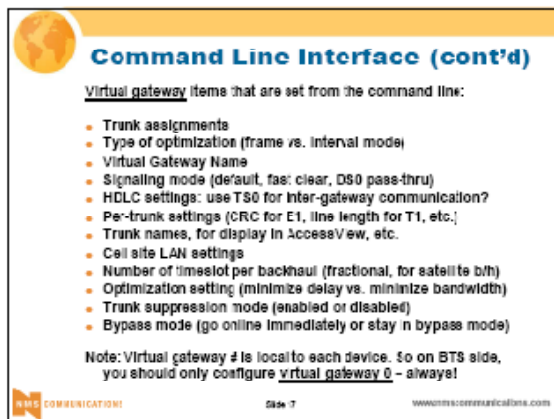 Command Line Interface (cont'd)
Virtual gateway items that are set from the command line:
Trunk assignments
Type of optimization (frame vs. interval mode)
Virtual Gateway Name
Signaling mode (default, fast clear, DS0 pass-thru)
HDLC settings: use TS0 for inter-gateway communication?
Per-trunk settings (CRC for E1, line length for T1, etc.)
Trunk names, for display in AccessView, etc.
Cell site LAN settings
Number of timeslot per backhaul (fractional, for satellite b/h)
Optimization setting (minimize delay vs. minimize bandwidth)
Trunk suppression mode (enabled or disabled)
Bypass mode (go online immediately or stay in bypass mode)
Note: Virtual gateway # is local to each device. So on BTS side,
you should only configure virtual gateway 0 – always!
NMS COMMUNICATIONS
Slide 17
www.nmscommunications.com